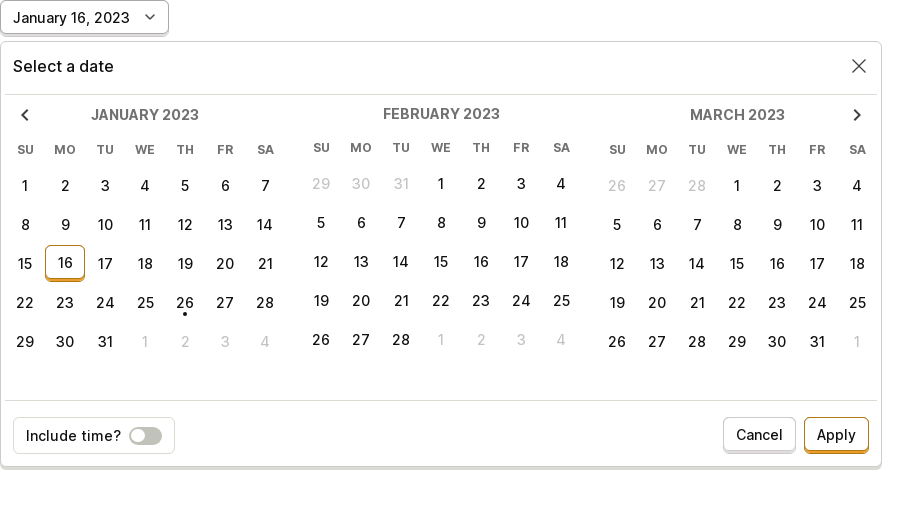 January 16, 2023
Select a date
JANUARY 2023
SU MO TU WE TH FR SA
1 2 3 4 5 6 7
8 9 10 11 12 13 14
15 16 17 18 19 20 21
22 23 24 25 26 27 28
29 30 31 1 2 3 4
FEBRUARY 2023
SU MO TU WE TH FR SA
29 30 31 1 2 3 4
5 6 7 8 9 10 11
12 13 14 15 16 17 18
19 20 21 22 23 24 25
26 27 28 1 2 3 4
MARCH 2023
SU MO TU WE TH FR SA
26 27 28 1 2 3 4
5 6 7 8 9 10 11
12 13 14 15 16 17 18
19 20 21 22 23 24 25
26 27 28 29 30 31 1
Include time?
Cancel
Apply